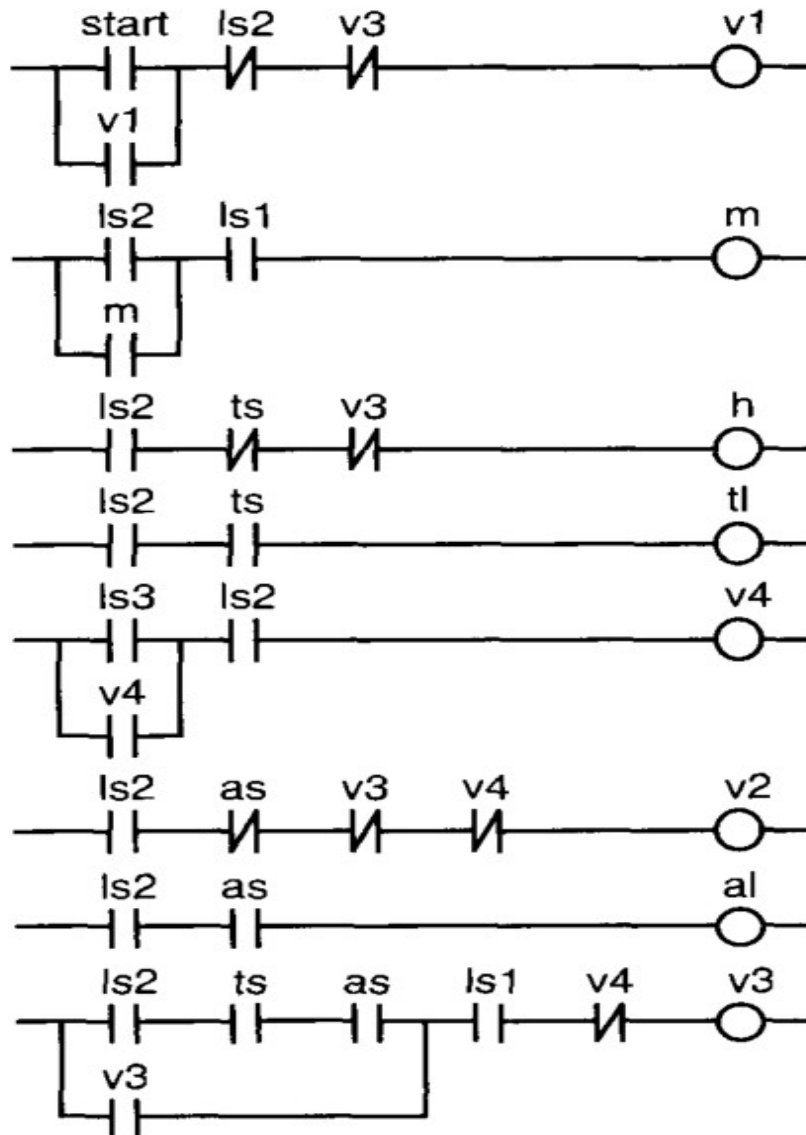 start ls2 v3 v1
v1
ls2 ls1 m
m
ls2 ts v3 h
ls2 ts tl
ls3 ls2 v4
v4
ls2 as v3 v4 v2
ls2 as al
ls2 ts as ls1 v4 v3
v3